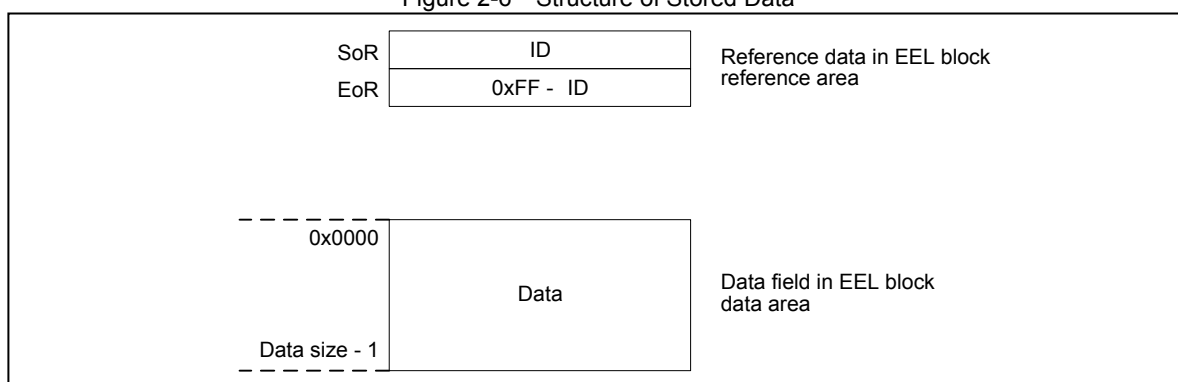 Figure 2-6 Structure of Stored Data
SoR ID Reference data in EEL block
reference area
EoR 0xFF - ID
0x0000
Data Data field in EEL block
data area
Data size - 1